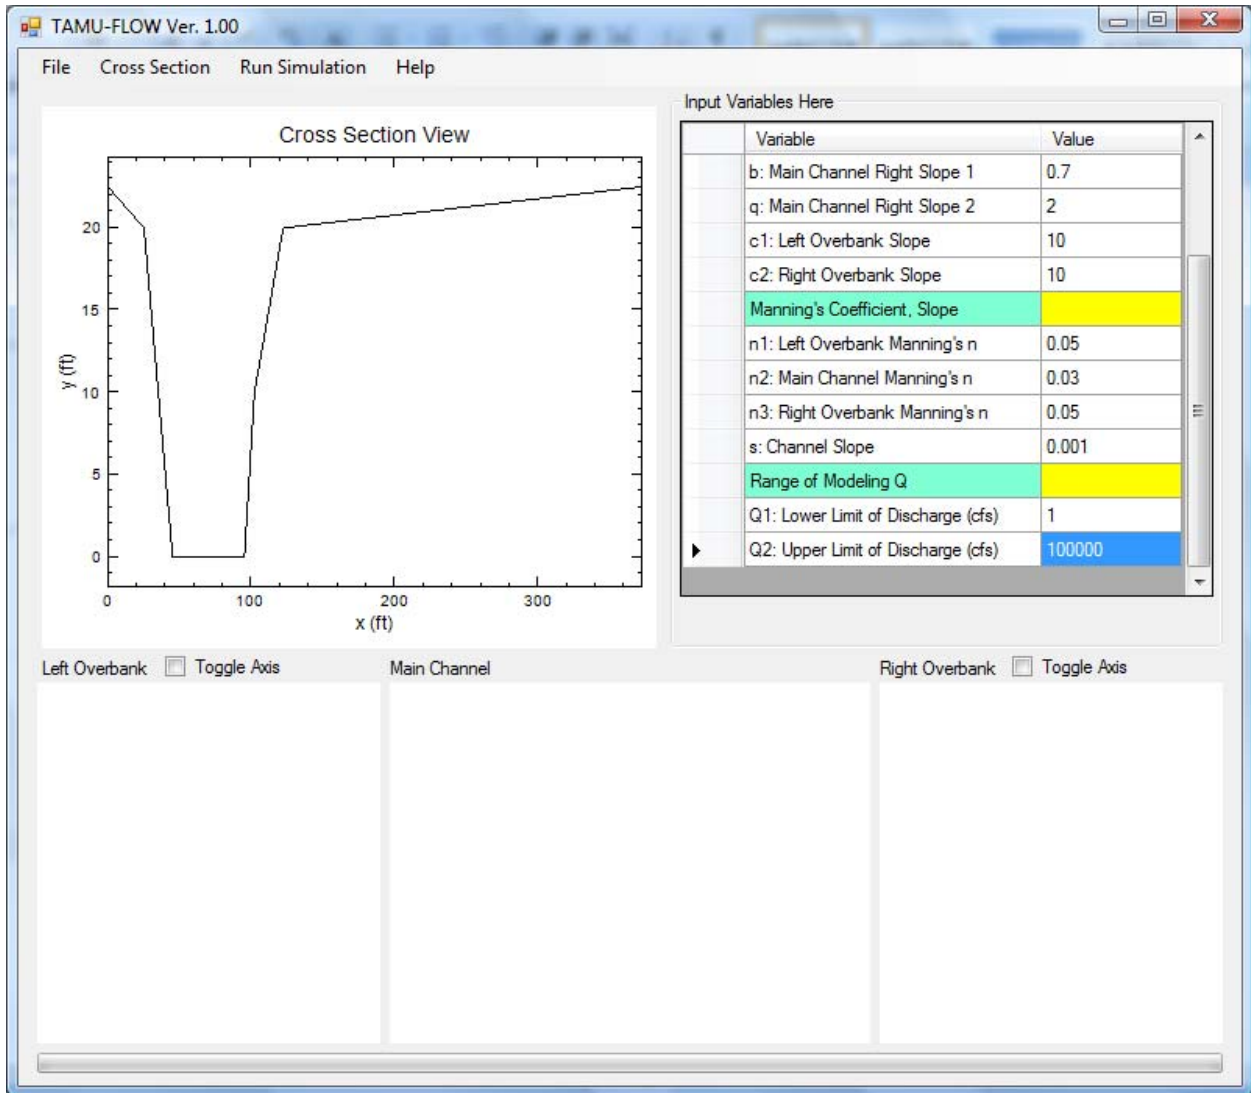 TAMU-FLOW Ver. 1.00
File Cross Section Run Simulation Help
Cross Section View
20
15
10
5
0
y (ft)
0 100 200 300
x (ft)
Input Variables Here
Variable Value
b: Main Channel Right Slope 1 0.7
q: Main Channel Right Slope 2 2
c1: Left Overbank Slope 10
c2: Right Overbank Slope 10
Manning's Coefficient, Slope
n1: Left Overbank Manning's n 0.05
n2: Main Channel Manning's n 0.03
n3: Right Overbank Manning's n 0.05
s: Channel Slope 0.001
Range of Modeling Q
Q1: Lower Limit of Discharge (cfs) 1
Q2: Upper Limit of Discharge (cfs) 100000
Left Overbank Toggle Axis Main Channel Right Overbank Toggle Axis